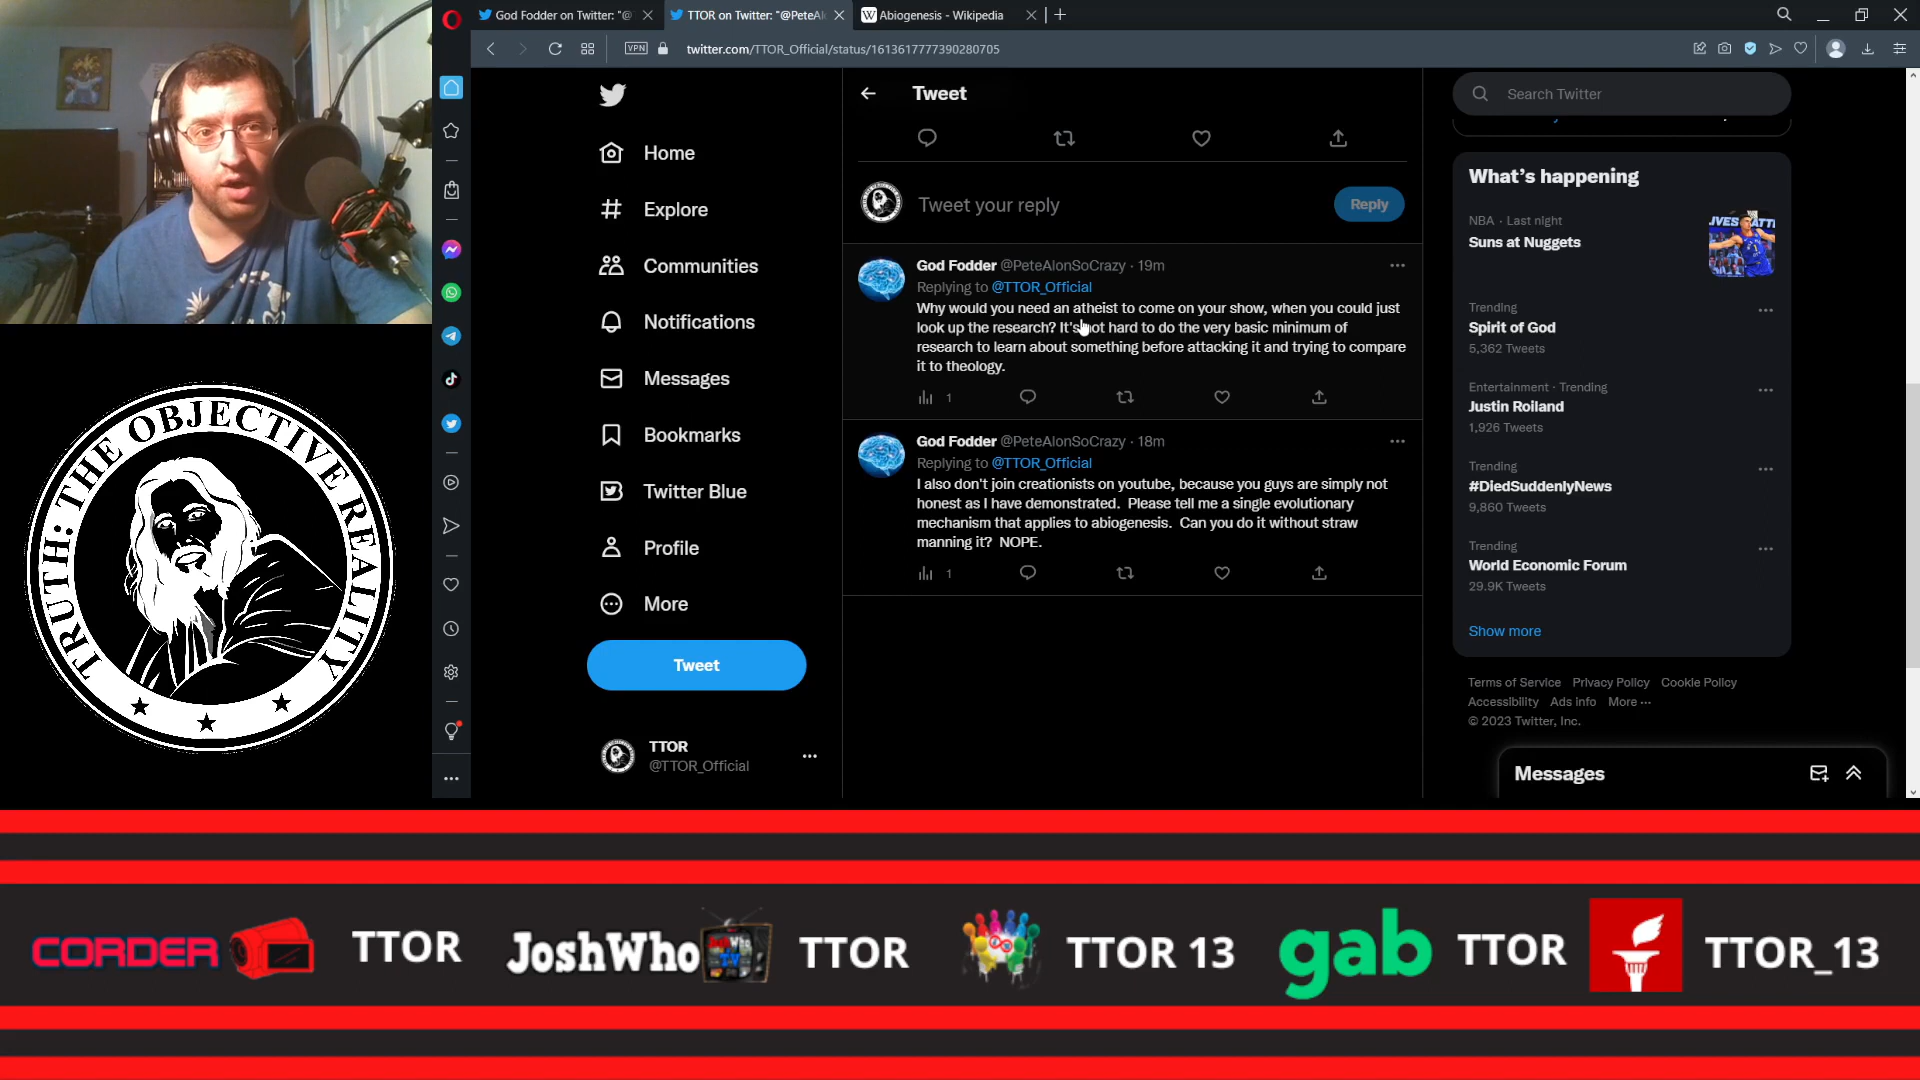 God Fodder on Twitter: "@
TTOR on Twitter: "@PeteAl
Abiogenesis - Wikipedia
VPN
twitter.com/TTOR_Official/status/1613617777390280705
Tweet
Search Twitter
Home
Explore
Communities
Notifications
Messages
Bookmarks
Twitter Blue
Profile
More
Tweet
TTOR
@TTOR_Official
Tweet your reply
Reply
God Fodder @PeteAlonSoCrazy · 19m
Replying to @TTOR_Official
Why would you need an atheist to come on your show, when you could just
look up the research? It's not hard to do the very basic minimum of
research to learn about something before attacking it and trying to compare
it to theology.
1
God Fodder @PeteAlonSoCrazy · 18m
Replying to @TTOR_Official
I also don't join creationists on youtube, because you guys are simply not
honest as I have demonstrated. Please tell me a single evolutionary
mechanism that applies to abiogenesis. Can you do it without straw
manning it? NOPE.
1
What's happening
NBA · Last night
Suns at Nuggets
Trending
Spirit of God
5,362 Tweets
Entertainment · Trending
Justin Roiland
1,926 Tweets
Trending
#DiedSuddenlyNews
9,860 Tweets
Trending
World Economic Forum
29.9K Tweets
Show more
Terms of Service Privacy Policy Cookie Policy
Accessibility Ads info More ···
© 2023 Twitter, Inc.
Messages
TRUTH: THE OBJECTIVE REALITY
CORDER TTOR JoshWho TV TTOR TTOR 13 gab TTOR TTOR_13